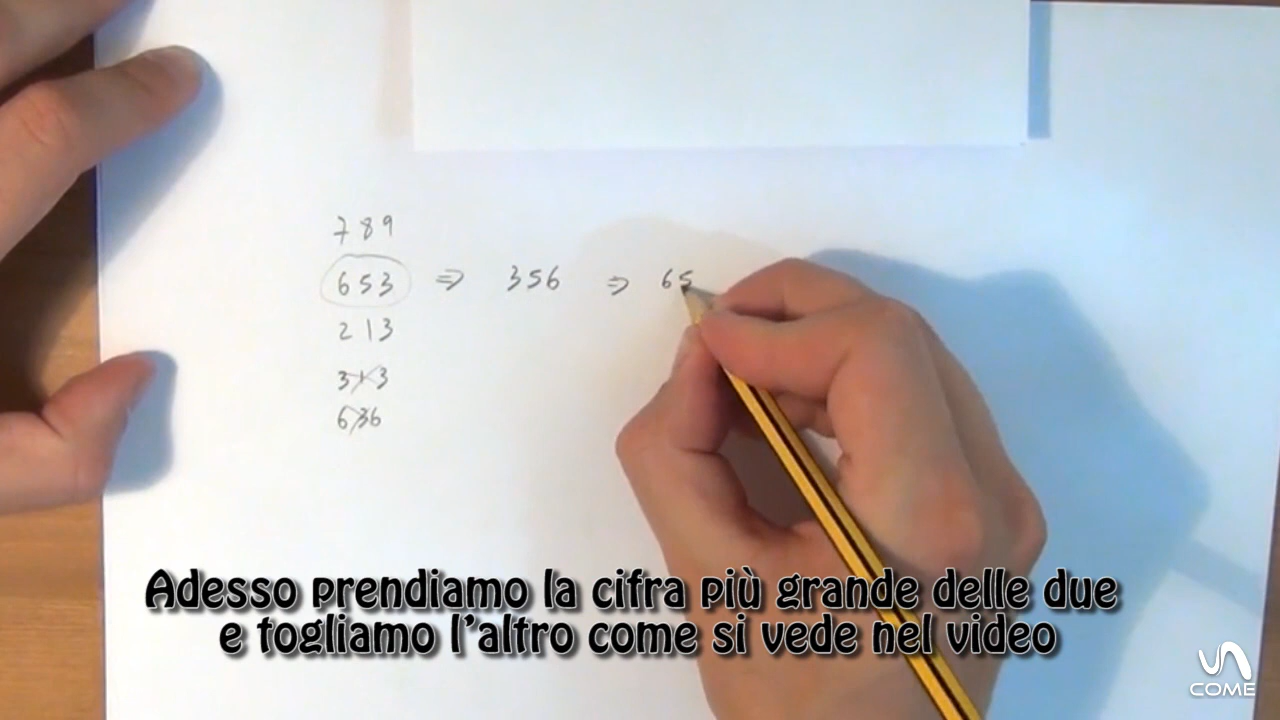 789
653 ⇒ 356 ⇒ 65
213
313
636
Adesso prendiamo la cifra più grande delle due
e togliamo l'altro come si vede nel video
COME